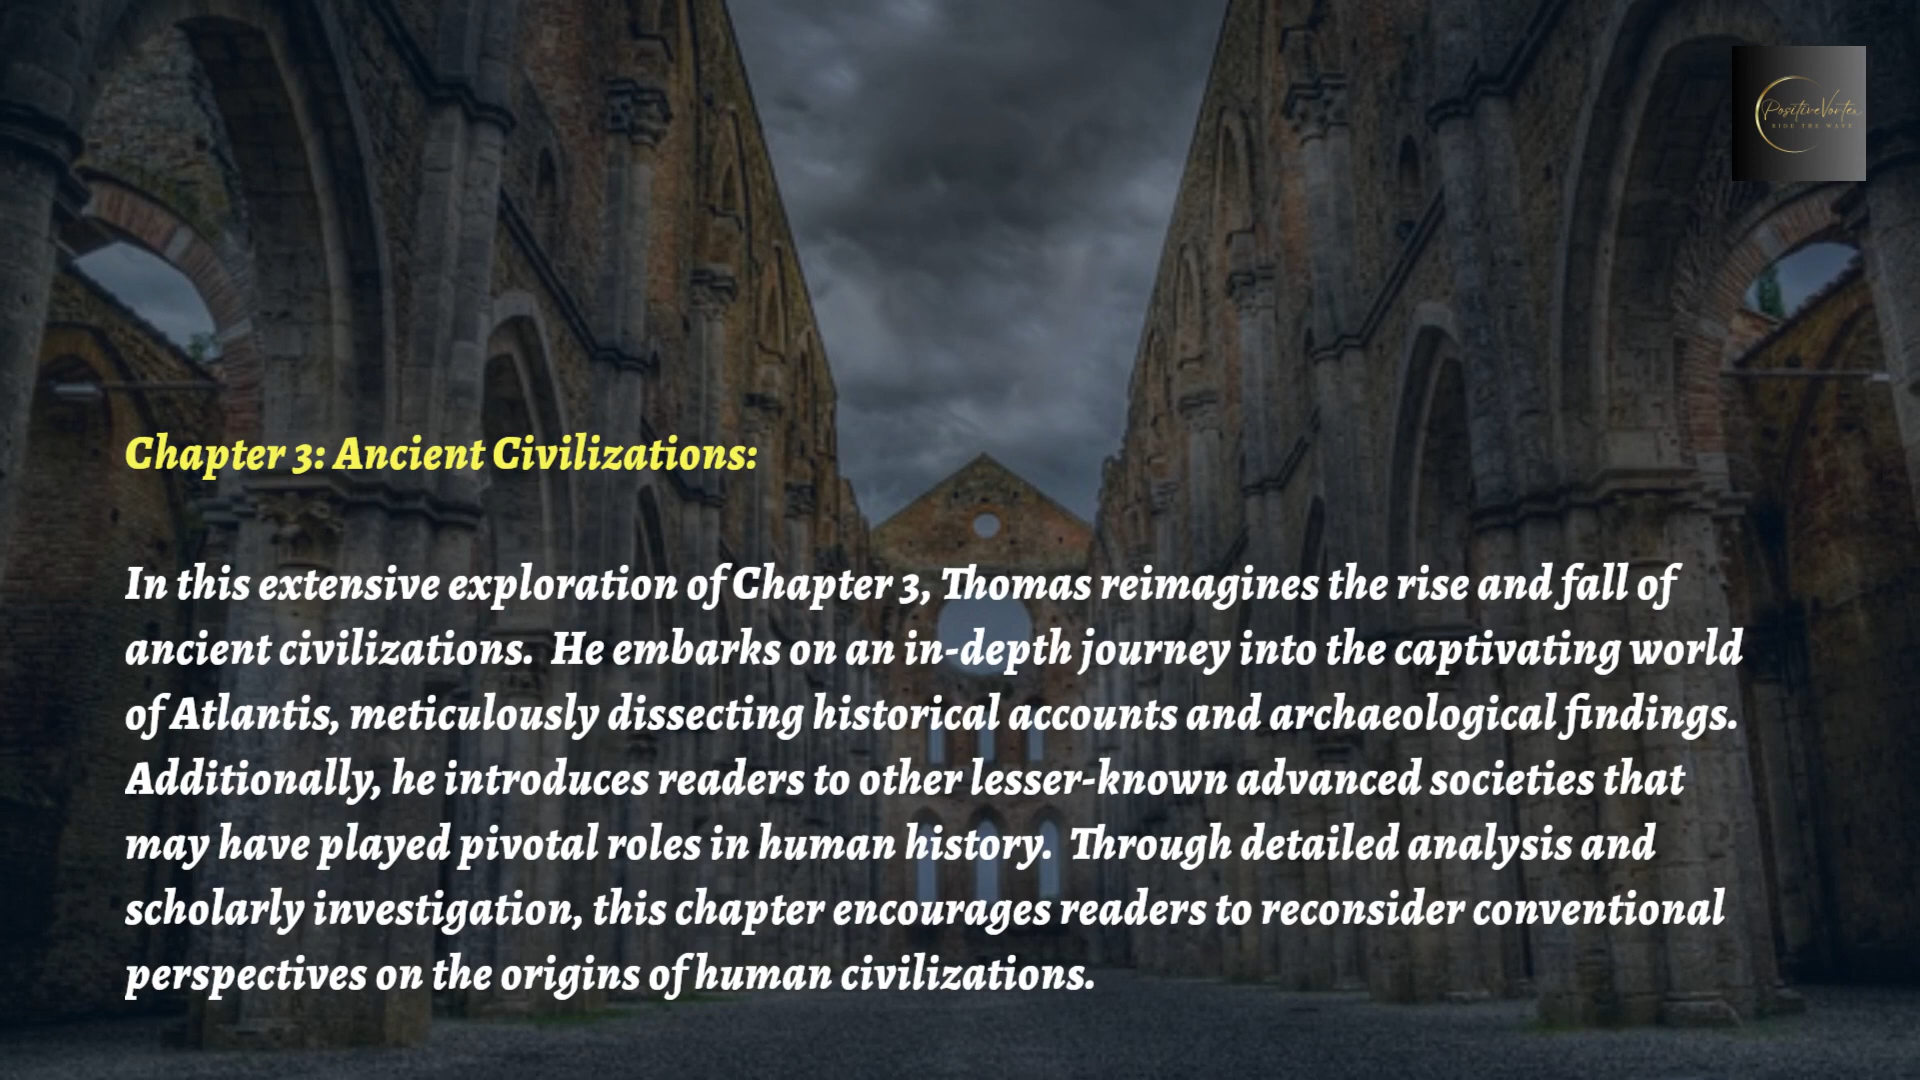 PositiveVortex
RIDE THE WAVE
Chapter 3: Ancient Civilizations:
In this extensive exploration of Chapter 3, Thomas reimagines the rise and fall of
ancient civilizations.  He embarks on an in-depth journey into the captivating world
of Atlantis, meticulously dissecting historical accounts and archaeological findings.
Additionally, he introduces readers to other lesser-known advanced societies that
may have played pivotal roles in human history.  Through detailed analysis and
scholarly investigation, this chapter encourages readers to reconsider conventional
perspectives on the origins of human civilizations.